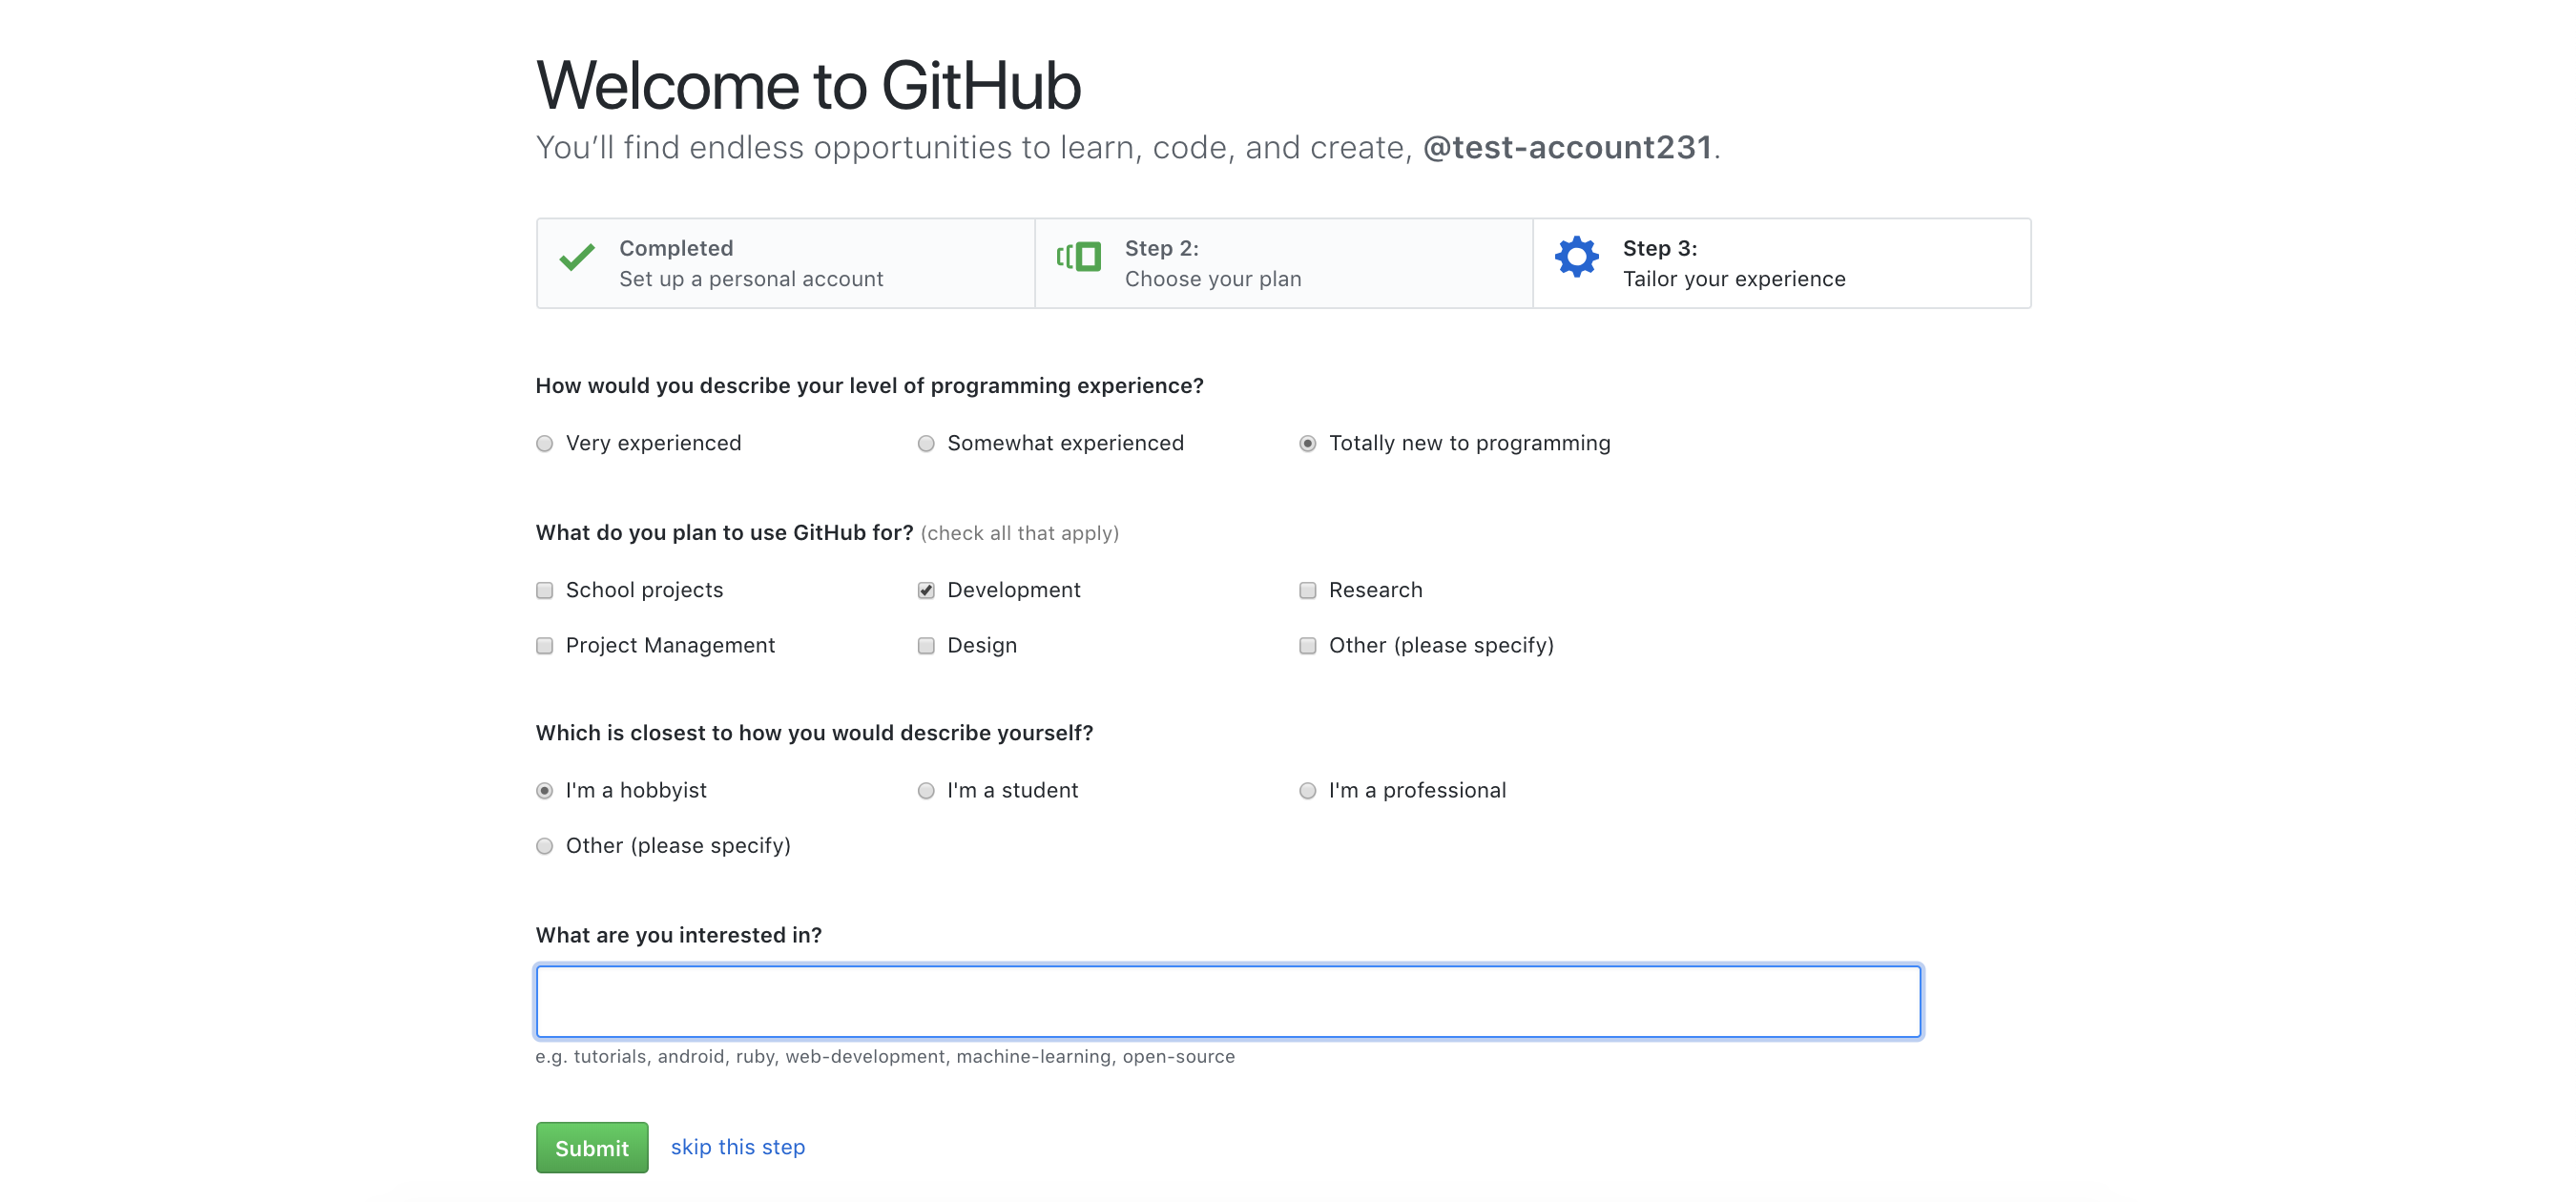 Welcome to GitHub
You’ll find endless opportunities to learn, code, and create, @test-account231.
Completed
Set up a personal account
Step 2:
Choose your plan
Step 3:
Tailor your experience
How would you describe your level of programming experience?
Very experienced
Somewhat experienced
Totally new to programming
What do you plan to use GitHub for? (check all that apply)
School projects
Development
Research
Project Management
Design
Other (please specify)
Which is closest to how you would describe yourself?
I'm a hobbyist
I'm a student
I'm a professional
Other (please specify)
What are you interested in?
e.g. tutorials, android, ruby, web-development, machine-learning, open-source
Submit
skip this step